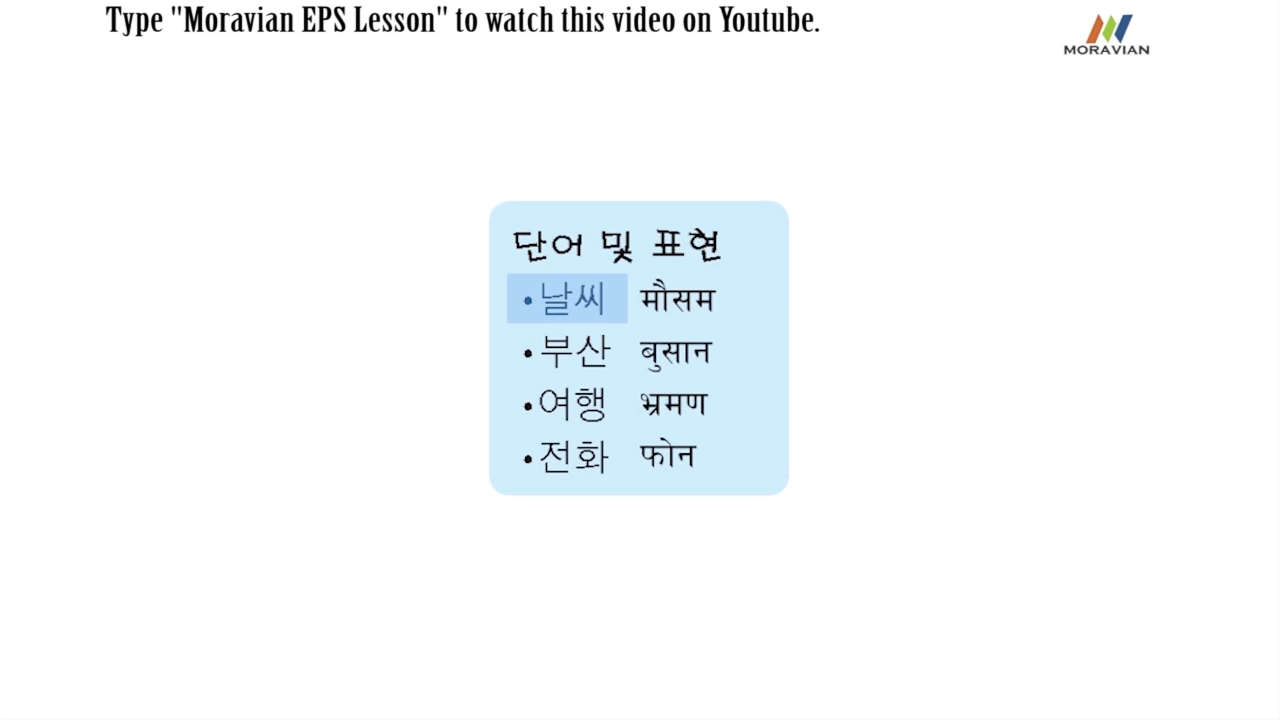 Type "Moravian EPS Lesson" to watch this video on Youtube.
MORAVIAN
단어 및 표현
• 날씨 मौसम
• 부산 बुसान
• 여행 भ्रमण
• 전화 फोन